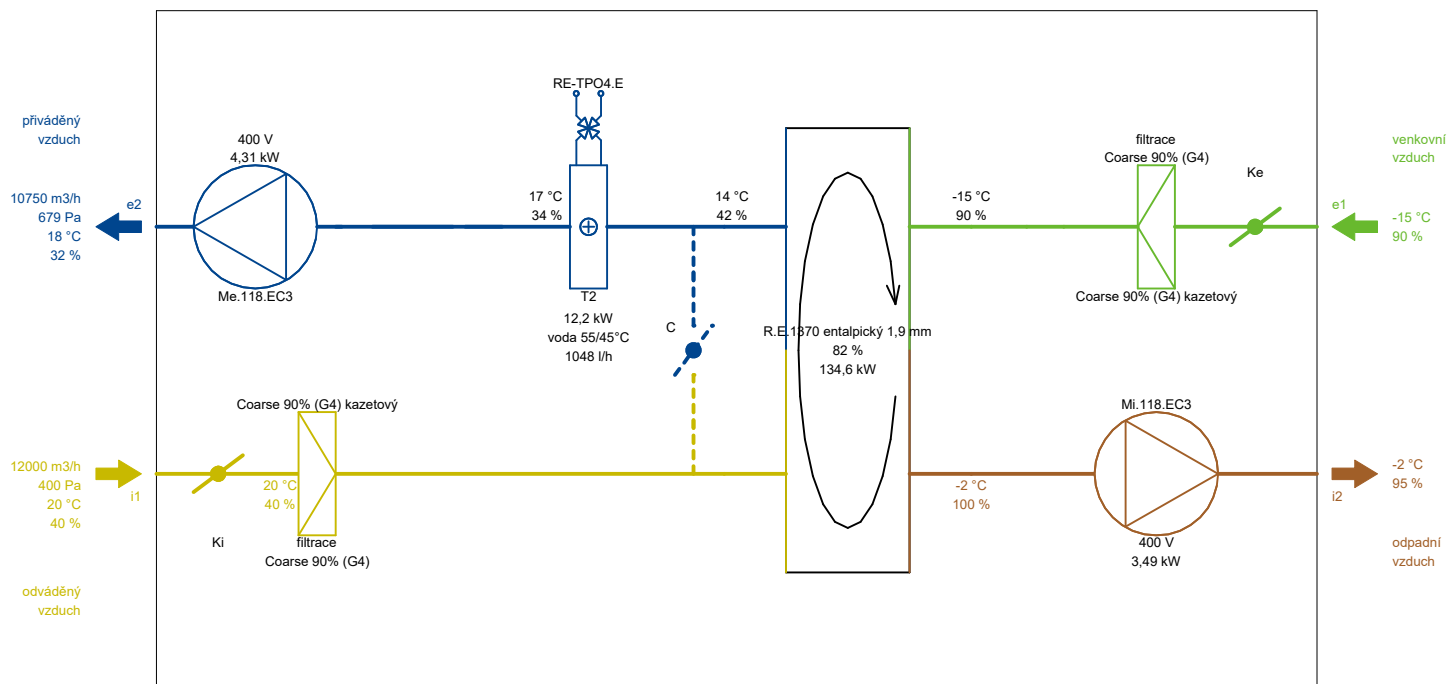 RE-TPO4.E
přiváděný
vzduch
400 V
4,31 kW
10750 m3/h
679 Pa
18 °C
32 %
e2
Me.118.EC3
17 °C
34 %
T2
12,2 kW
voda 55/45°C
1048 l/h
14 °C
42 %
C
R.E.1370 entalpický 1,9 mm
82 %
134,6 kW
-15 °C
90 %
filtrace
Coarse 90% (G4)
Coarse 90% (G4) kazetový
Ke
venkovní
vzduch
e1
-15 °C
90 %
Coarse 90% (G4) kazetový
12000 m3/h
400 Pa
20 °C
40 %
i1
Ki
20 °C
40 %
filtrace
Coarse 90% (G4)
odváděný
vzduch
-2 °C
100 %
Mi.118.EC3
400 V
3,49 kW
-2 °C
95 %
i2
odpadní
vzduch